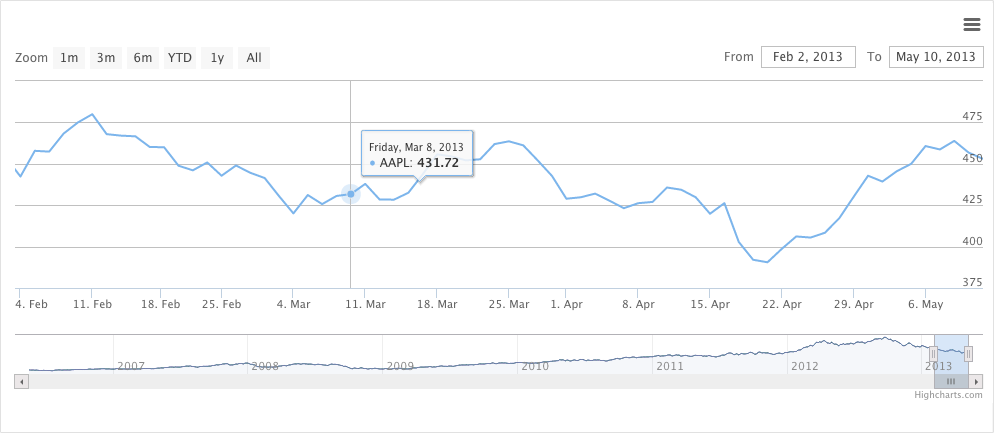 Zoom 1m 3m 6m YTD 1y All From Feb 2, 2013 To May 10, 2013
475
Friday, Mar 8, 2013
● AAPL: 431.72
450
425
400
375
4. Feb 11. Feb 18. Feb 25. Feb 4. Mar 11. Mar 18. Mar 25. Mar 1. Apr 8. Apr 15. Apr 22. Apr 29. Apr 6. May
2007 2008 2009 2010 2011 2012 2013
Highcharts.com